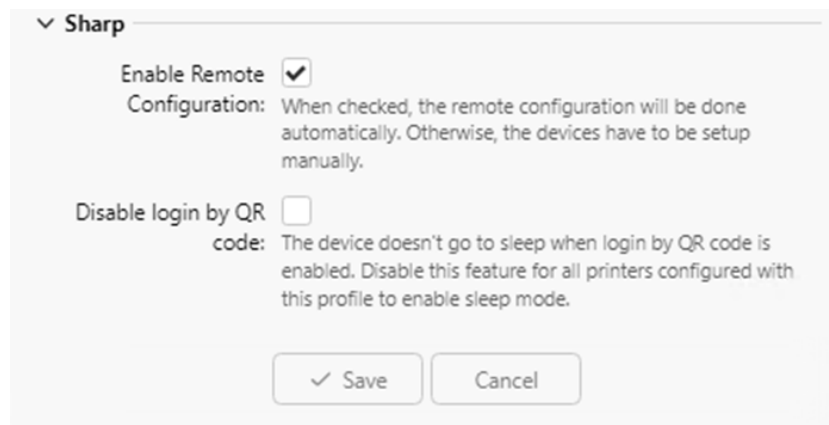 Sharp
Enable Remote
Configuration:
When checked, the remote configuration will be done
automatically. Otherwise, the devices have to be setup
manually.
Disable login by QR
code:
The device doesn't go to sleep when login by QR code is
enabled. Disable this feature for all printers configured with
this profile to enable sleep mode.
Save
Cancel